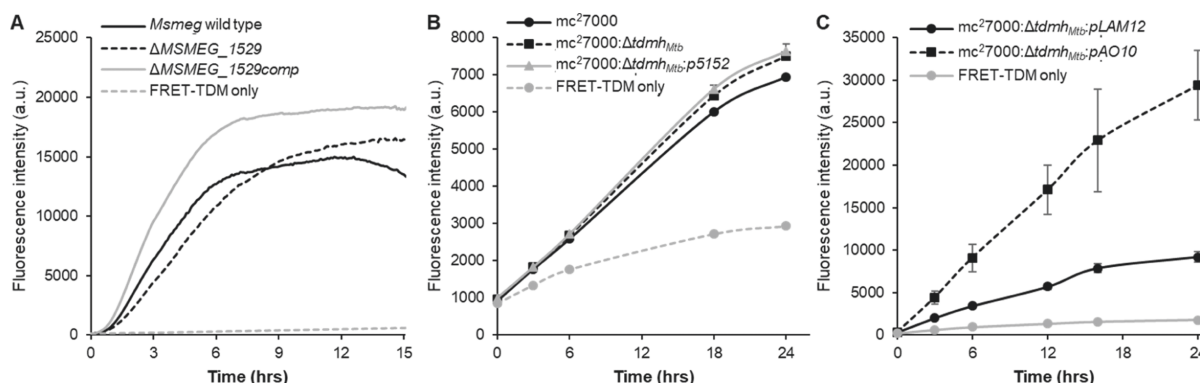 A
Msmeg wild type
ΔMSMEG_1529
ΔMSMEG_1529comp
FRET-TDM only
Fluorescence intensity (a.u.)
25000
20000
15000
10000
5000
0
0 3 6 9 12 15
Time (hrs)
B
mc²7000
mc²7000:Δtdmh_Mtb
mc²7000:Δtdmh_Mtb:p5152
FRET-TDM only
Fluorescence intensity (a.u.)
8000
7000
6000
5000
4000
3000
2000
1000
0
0 6 12 18 24
Time (hrs)
C
mc²7000:Δtdmh_Mtb:pLAM12
mc²7000:Δtdmh_Mtb:pAO10
FRET-TDM only
Fluorescence intensity (a.u.)
35000
30000
25000
20000
15000
10000
5000
0
0 6 12 18 24
Time (hrs)